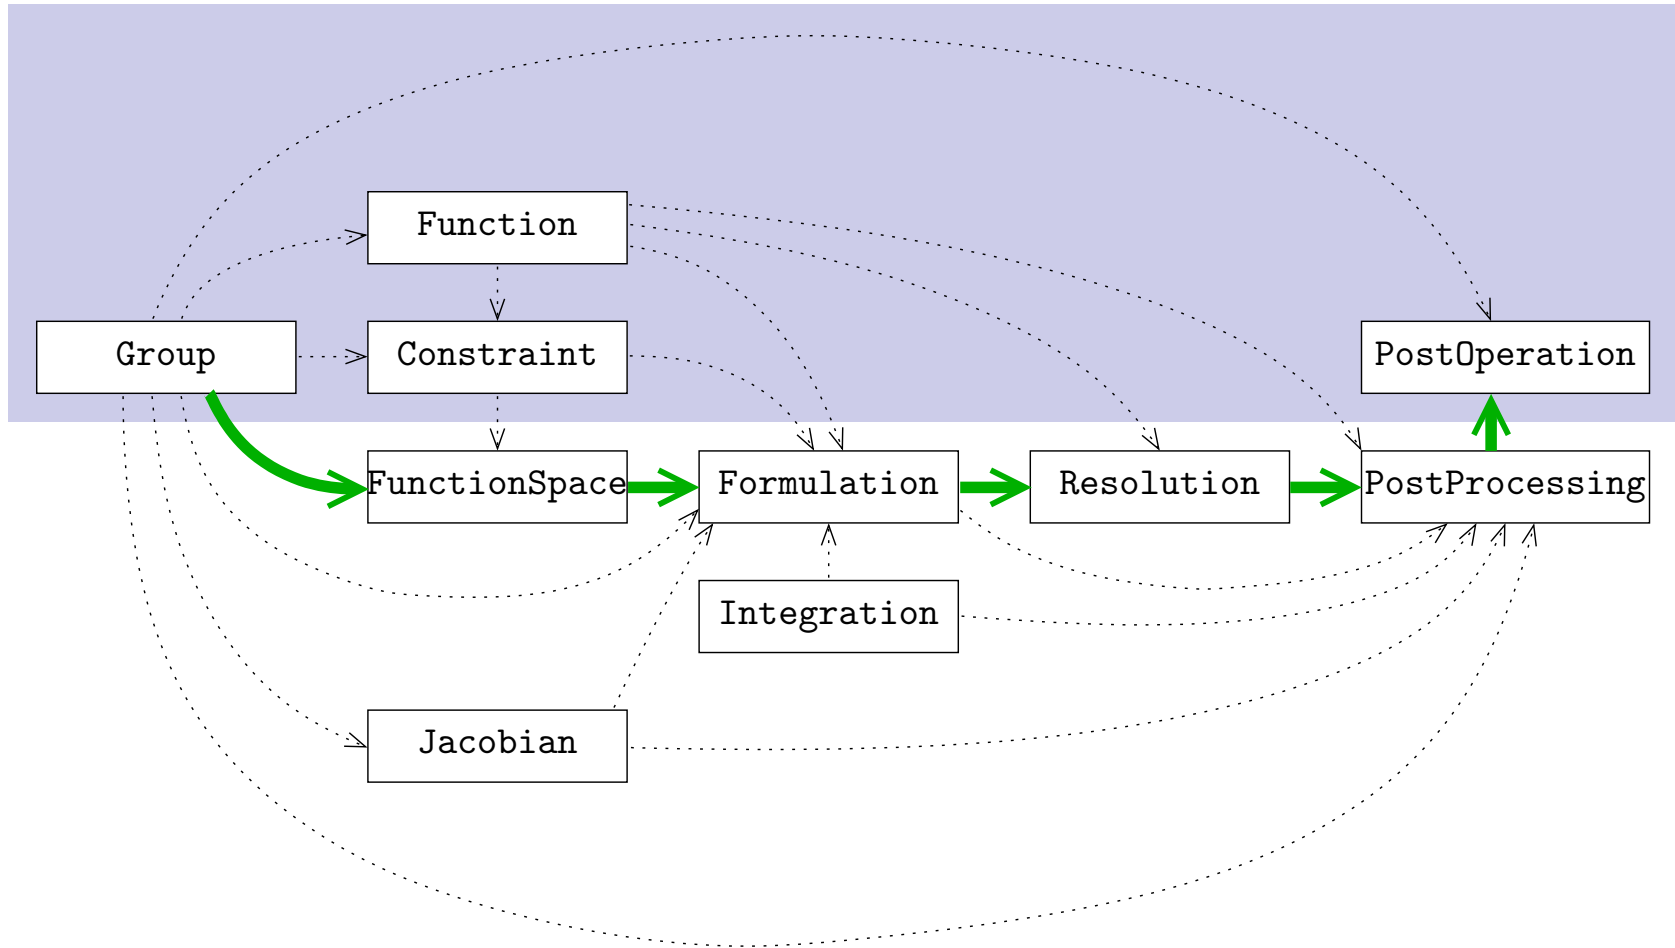 Function
Group
Constraint
PostOperation
FunctionSpace
Formulation
Resolution
PostProcessing
Integration
Jacobian